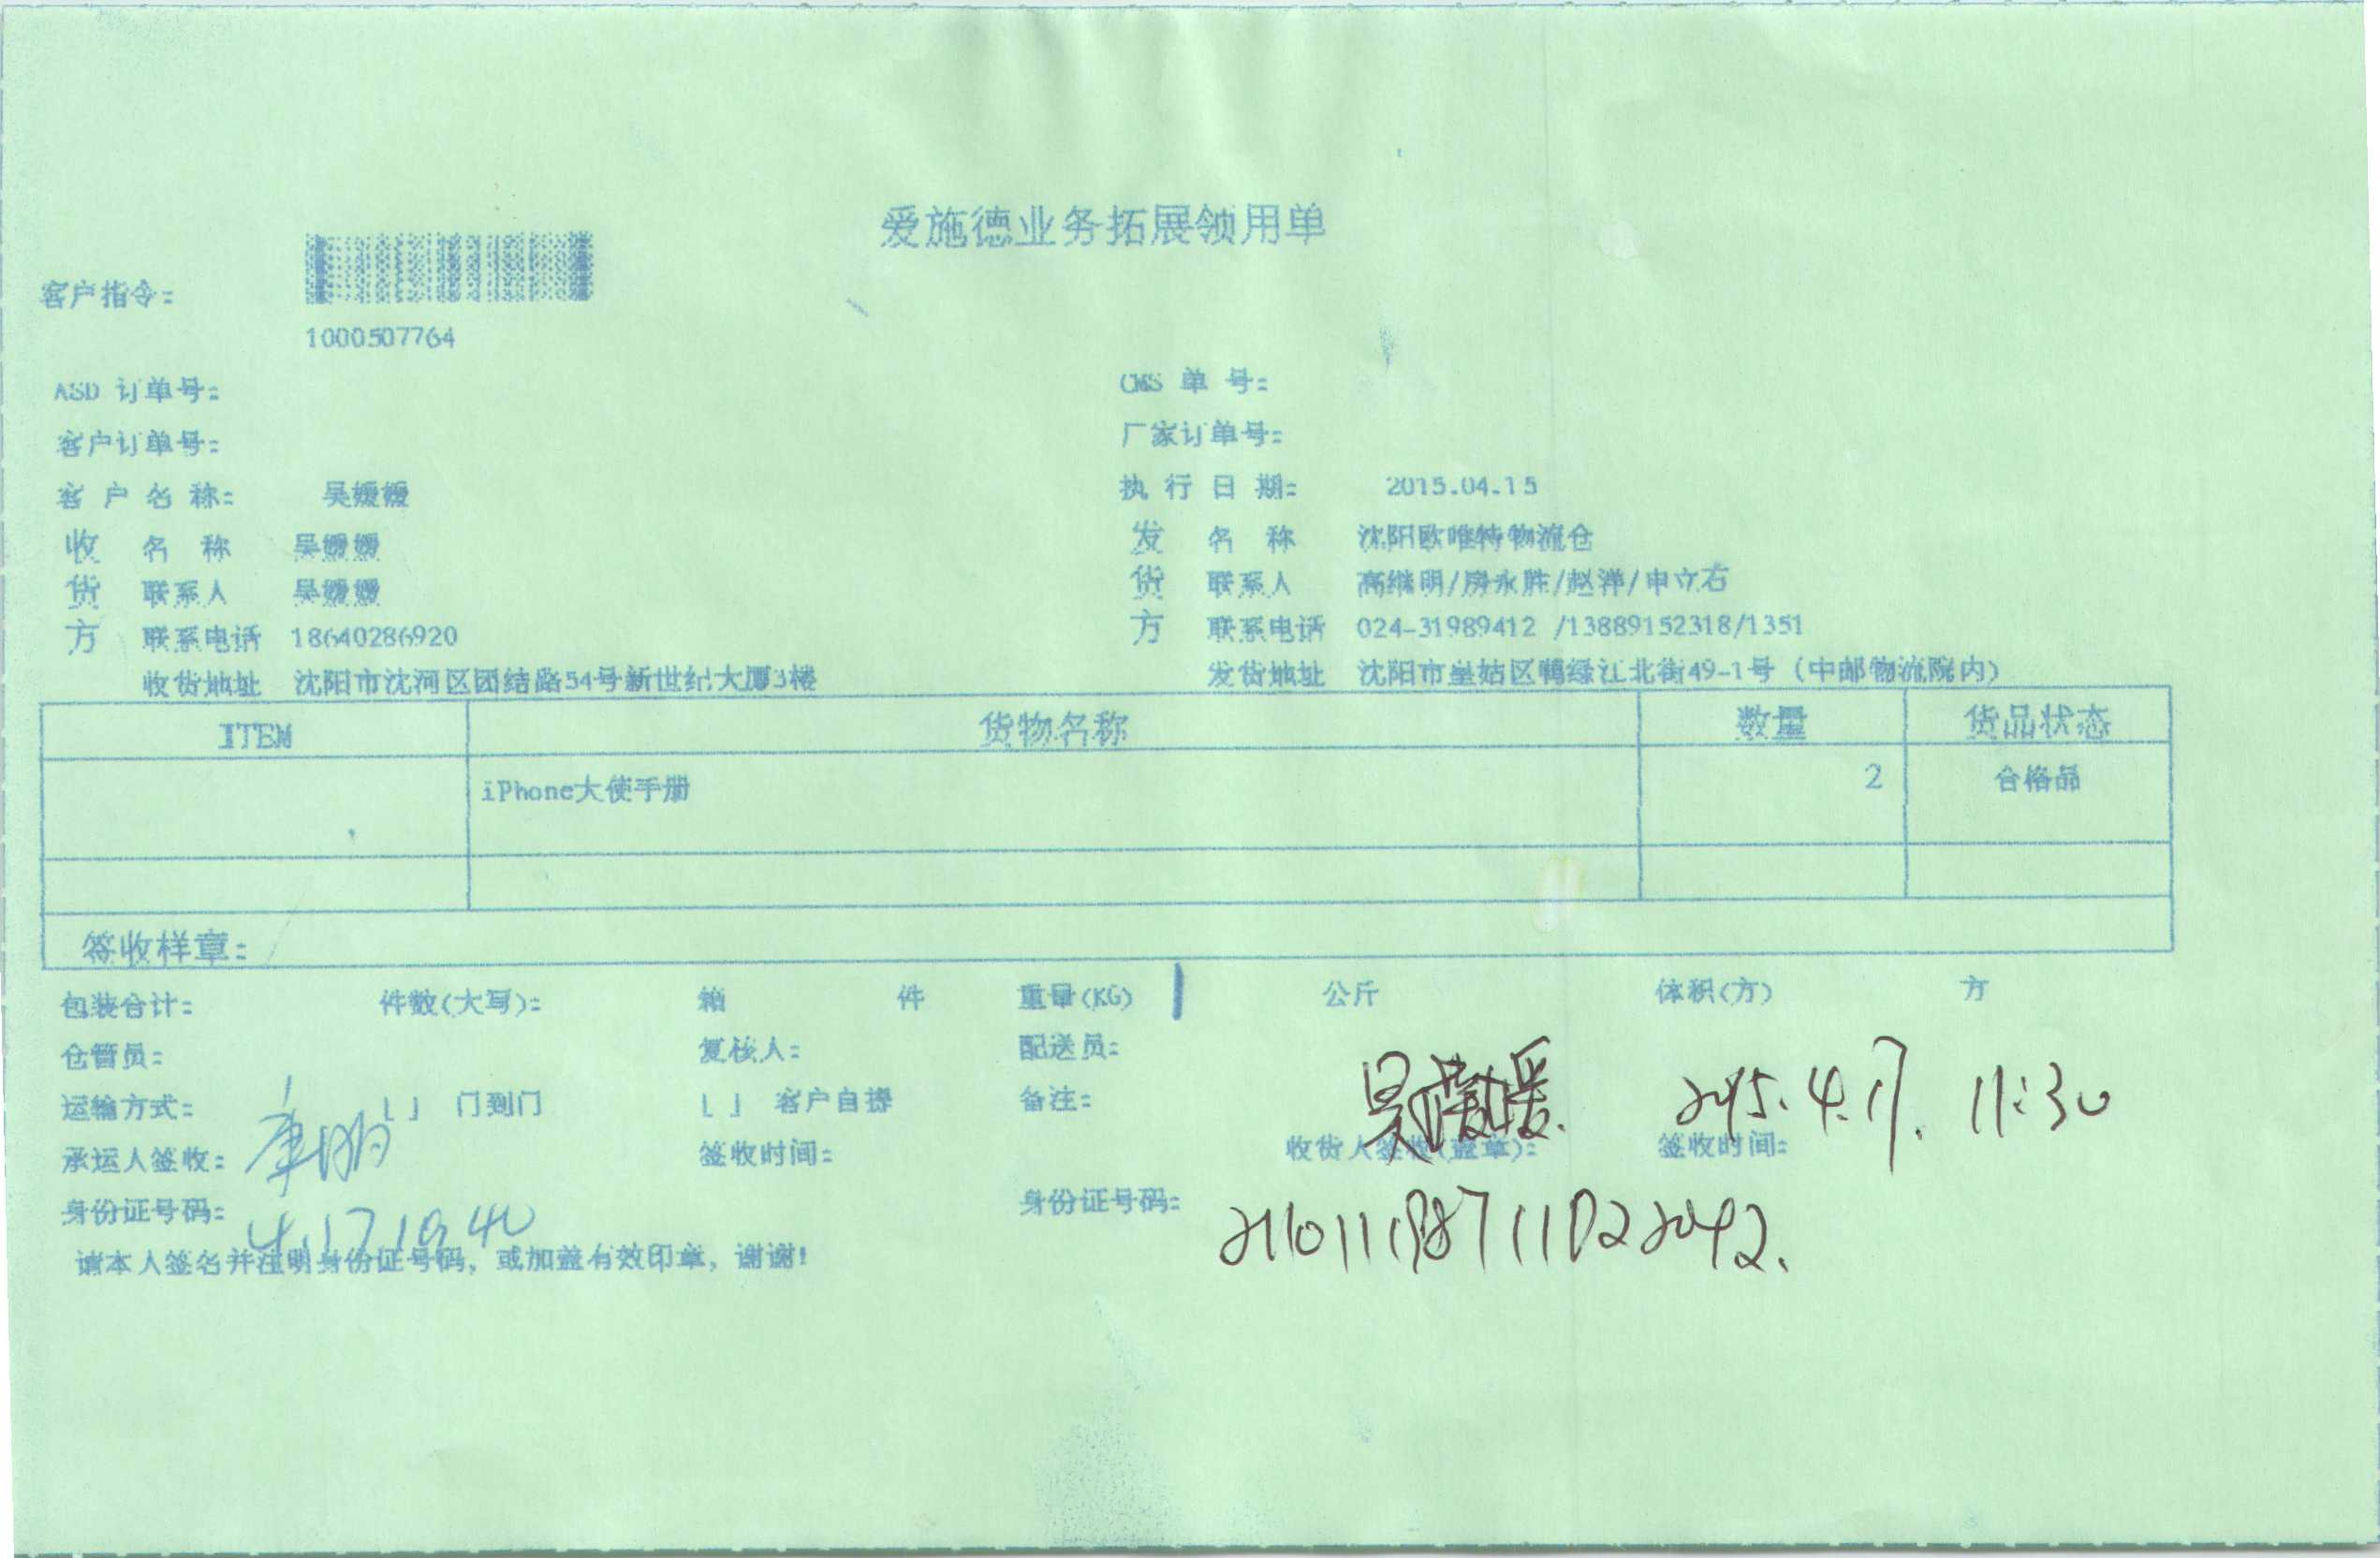 爱施德业务拓展领用单
客户指令:
1000507764
ASD 订单号: CMS 单 号:
客户订单号: 厂家订单号:
客 户 名 称: 吴媛媛 执 行 日 期: 2015.04.15
收 名 称 吴媛媛 发 名 称 沈阳欧唯特物流仓
货 联系人 吴媛媛 货 联系人 高继明/房永胜/赵洋/申立石
方 联系电话 18640286920 方 联系电话 024-31989412 /13889152318/1351
收货地址 沈阳市沈河区团结路54号新世纪大厦3楼 发货地址 沈阳市皇姑区鸭绿江北街49-1号 (中邮物流院内)
ITEM 货物名称 数量 货品状态
iPhone大使手册 2 合格品
签收样章:
包装合计: 件数(大写): 箱 件 重量(KG) 公斤 体积(方) 方
仓管员: 复核人: 配送员:
运输方式: [ ] 门到门 [ ] 客户自提 备注: 吴媛媛. 2015.4.17. 11:30
承运人签收: 签收时间: 收货人签收(盖章): 签收时间:
身份证号码: 4.17 19 40 身份证号码:
请本人签名并注明身份证号码, 或加盖有效印章, 谢谢!